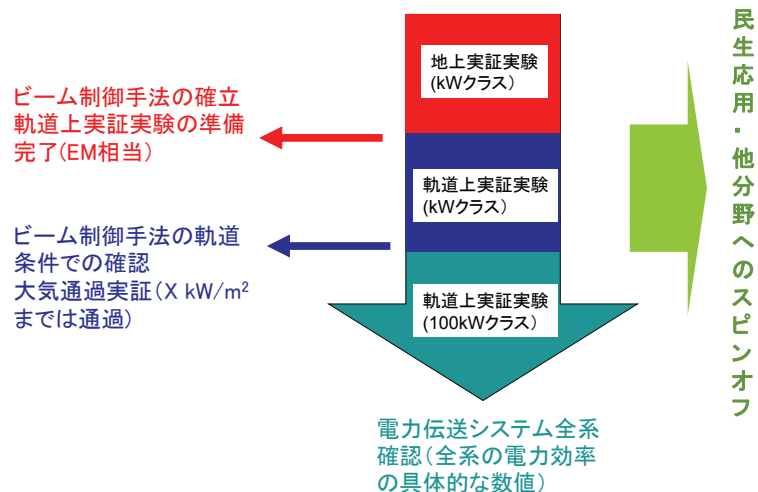 地上実証実験
(kWクラス)
ビーム制御手法の確立
軌道上実証実験の準備
完了(EM相当)
軌道上実証実験
(kWクラス)
ビーム制御手法の軌道
条件での確認
大気通過実証(X kW/m²
までは通過)
軌道上実証実験
(100kWクラス)
電力伝送システム全系
確認(全系の電力効率
の具体的な数値)
民生応用・他分野へのスピンオフ